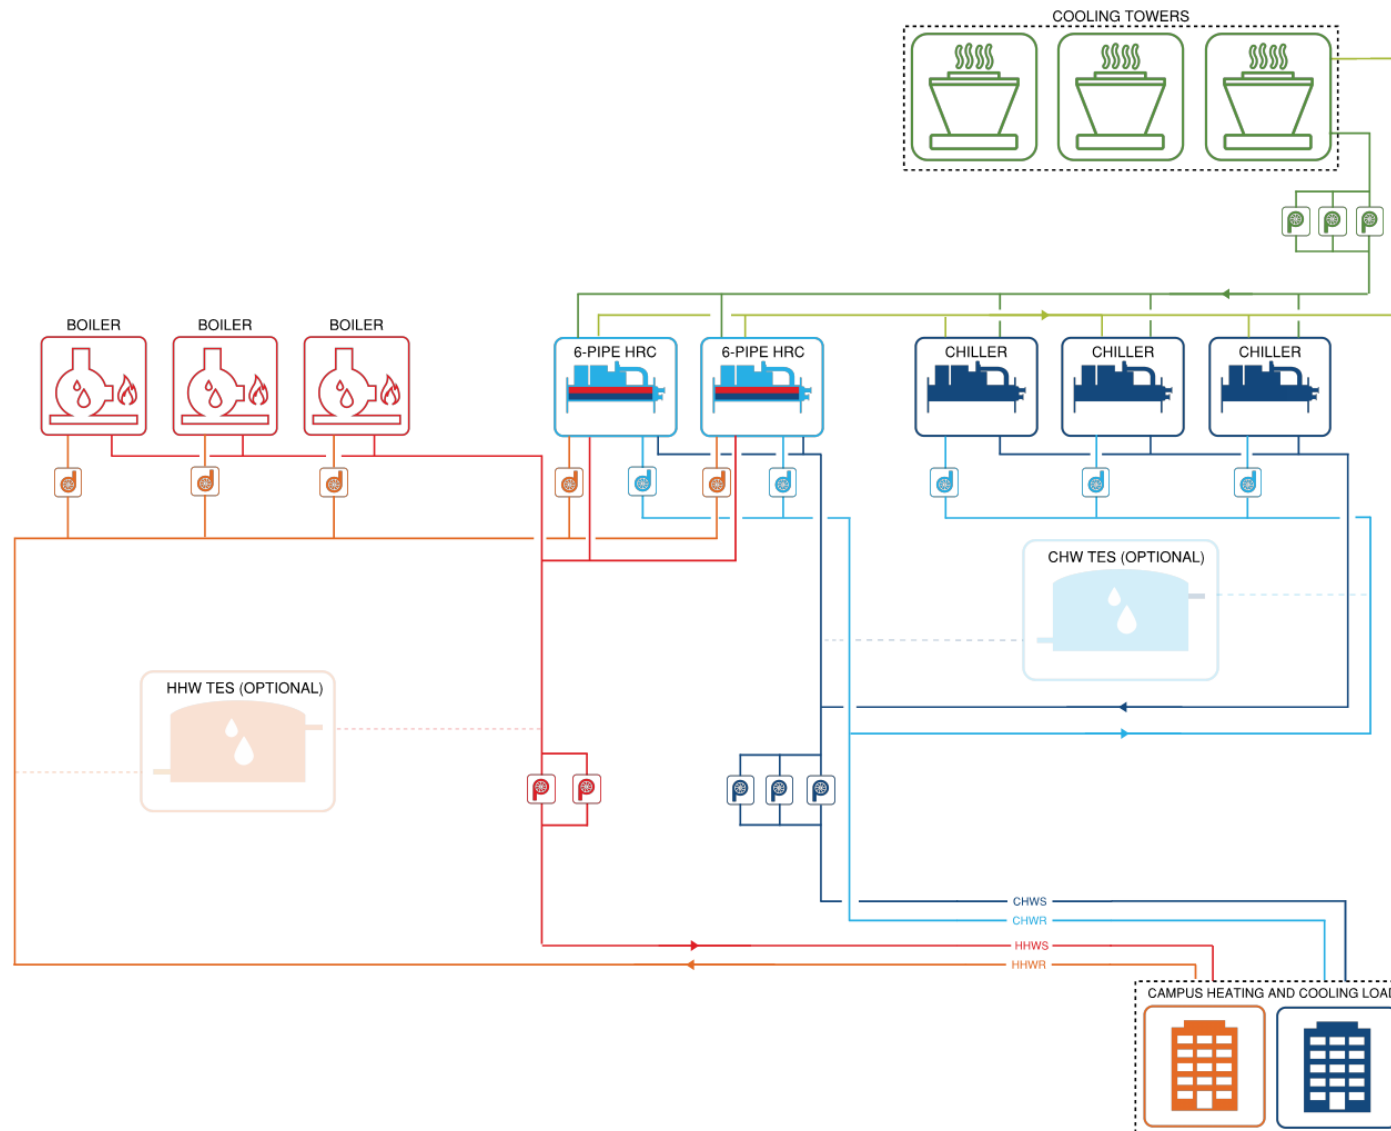 COOLING TOWERS
BOILER
BOILER
BOILER
6-PIPE HRC
6-PIPE HRC
CHILLER
CHILLER
CHILLER
CHW TES (OPTIONAL)
HHW TES (OPTIONAL)
CHWS
CHWR
HHWS
HHWR
CAMPUS HEATING AND COOLING LOAD